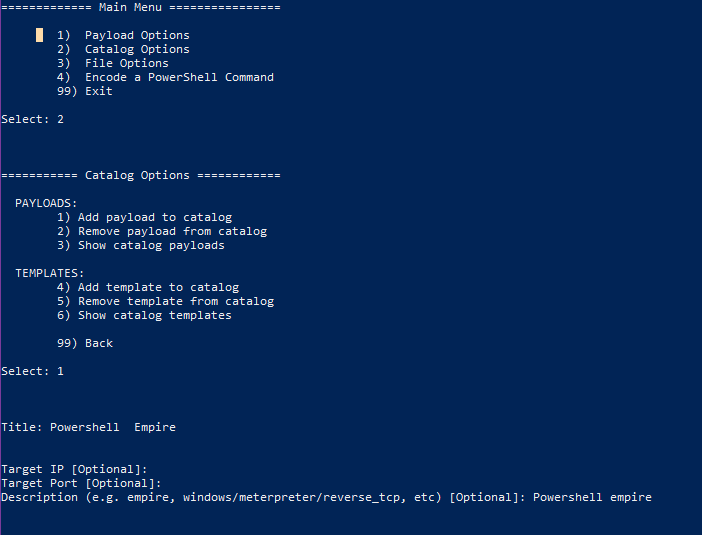 ============= Main Menu ================
1) Payload Options
2) Catalog Options
3) File Options
4) Encode a PowerShell Command
99) Exit
Select: 2
=========== Catalog Options ============
PAYLOADS:
1) Add payload to catalog
2) Remove payload from catalog
3) Show catalog payloads
TEMPLATES:
4) Add template to catalog
5) Remove template from catalog
6) Show catalog templates
99) Back
Select: 1
Title: Powershell  Empire
Target IP [Optional]:
Target Port [Optional]:
Description (e.g. empire, windows/meterpreter/reverse_tcp, etc) [Optional]: Powershell empire